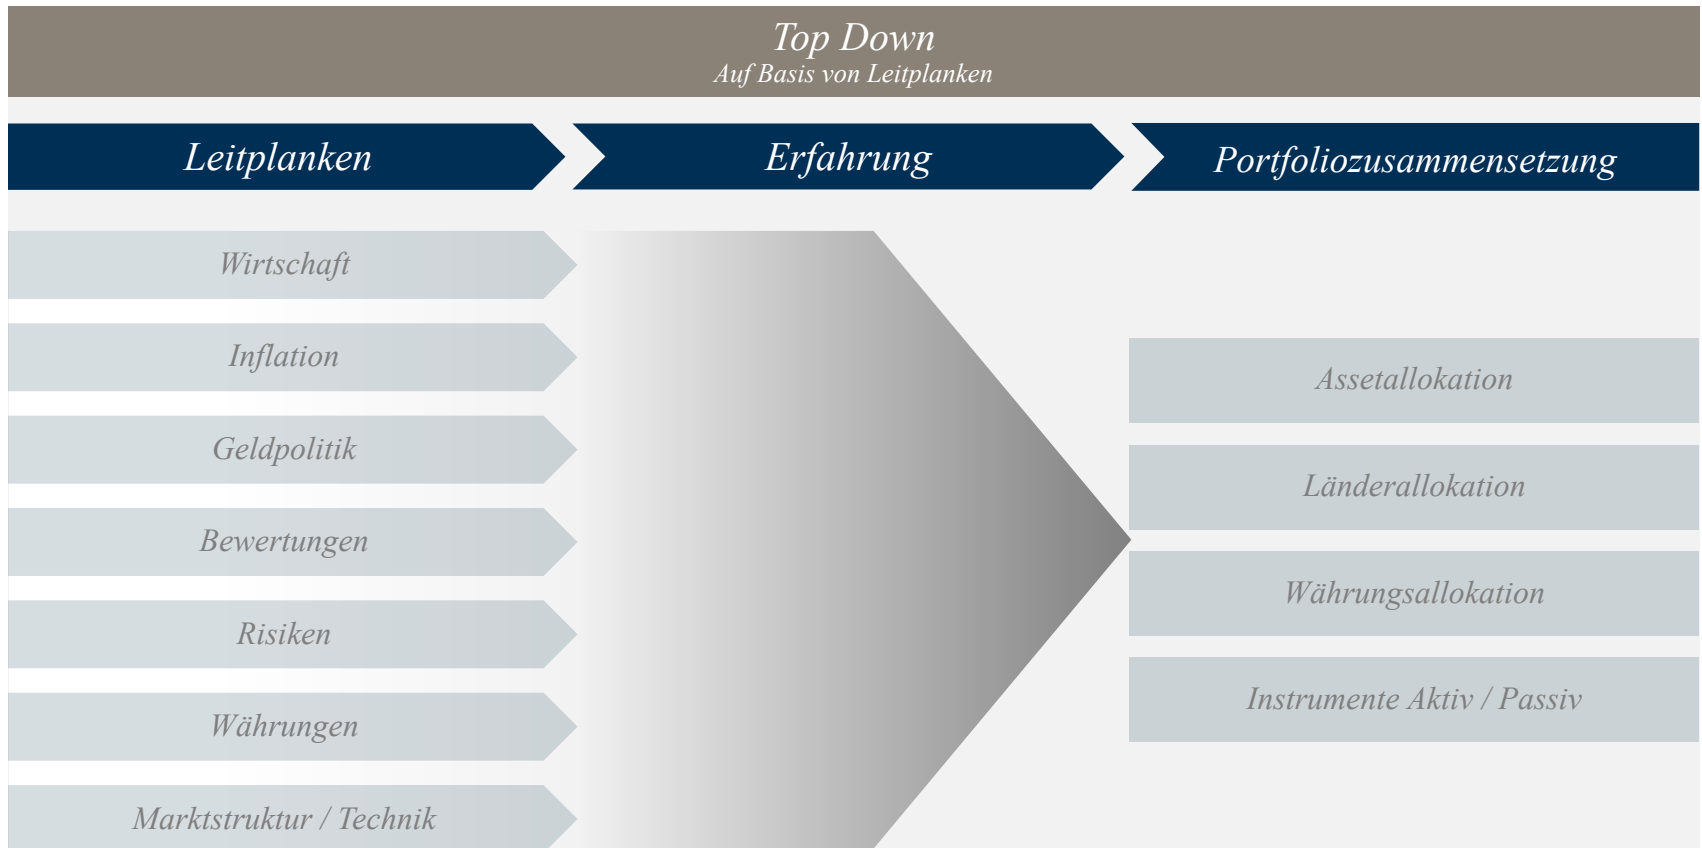 Top Down
Auf Basis von Leitplanken
Leitplanken
Erfahrung
Portfoliozusammensetzung
Wirtschaft
Inflation
Geldpolitik
Bewertungen
Risiken
Währungen
Marktstruktur / Technik
Assetallokation
Länderallokation
Währungsallokation
Instrumente Aktiv / Passiv